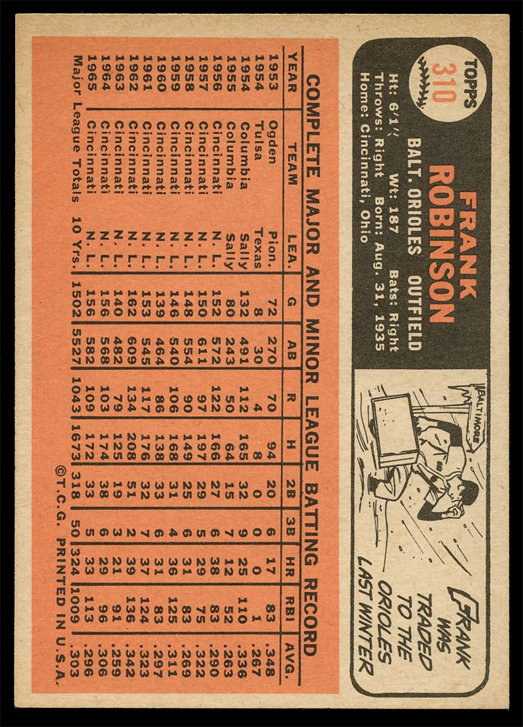 TOPPS
310
FRANK
ROBINSON
BALT. ORIOLES OUTFIELD
Ht: 6'1" Wt: 187 Bats: Right
Throws: Right Born: Aug. 31, 1935
Home: Cincinnati, Ohio
BALTIMORE
FRANK
WAS
TRADED
TO THE
ORIOLES
LAST WINTER
COMPLETE MAJOR AND MINOR LEAGUE BATTING RECORD
YEAR TEAM LEA. G AB R H 2B 3B HR RBI AVG.
1953 Ogden Pion. 72 270 70 94 20 6 17 83 .348
1954 Tulsa Texas 8 30 4 8 0 0 0 1 .267
1954 Columbia Sally 132 491 112 165 32 9 25 110 .336
1955 Columbia Sally 80 243 50 64 15 7 12 52 .263
1956 Cincinnati N. L. 152 572 122 166 27 6 38 83 .290
1957 Cincinnati N. L. 150 611 97 197 29 5 29 75 .322
1958 Cincinnati N. L. 148 554 90 149 25 6 31 83 .269
1959 Cincinnati N. L. 146 540 106 168 31 4 36 125 .311
1960 Cincinnati N. L. 139 464 86 138 33 6 31 83 .297
1961 Cincinnati N. L. 153 545 117 176 32 7 37 124 .323
1962 Cincinnati N. L. 162 609 134 208 51 2 39 136 .342
1963 Cincinnati N. L. 140 482 79 125 19 3 21 91 .259
1964 Cincinnati N. L. 156 568 103 174 38 6 29 96 .306
1965 Cincinnati N. L. 156 582 109 172 33 5 33 113 .296
Major League Totals 10 Yrs. 1502 5527 1043 1673 318 50 324 1009 .303
©T.C.G. PRINTED IN U.S.A.